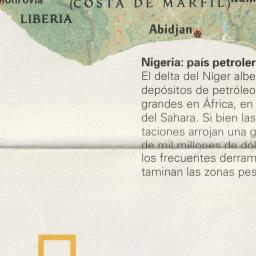 (COSTA DE MARFIL)
LIBERIA
Abidjan
Nigeria: país petroler
El delta del Níger albe
depósitos de petróleo
grandes en África, en
del Sahara. Si bien las
taciones arrojan una g
de mil millones de dól
los frecuentes derram
taminan las zonas pes